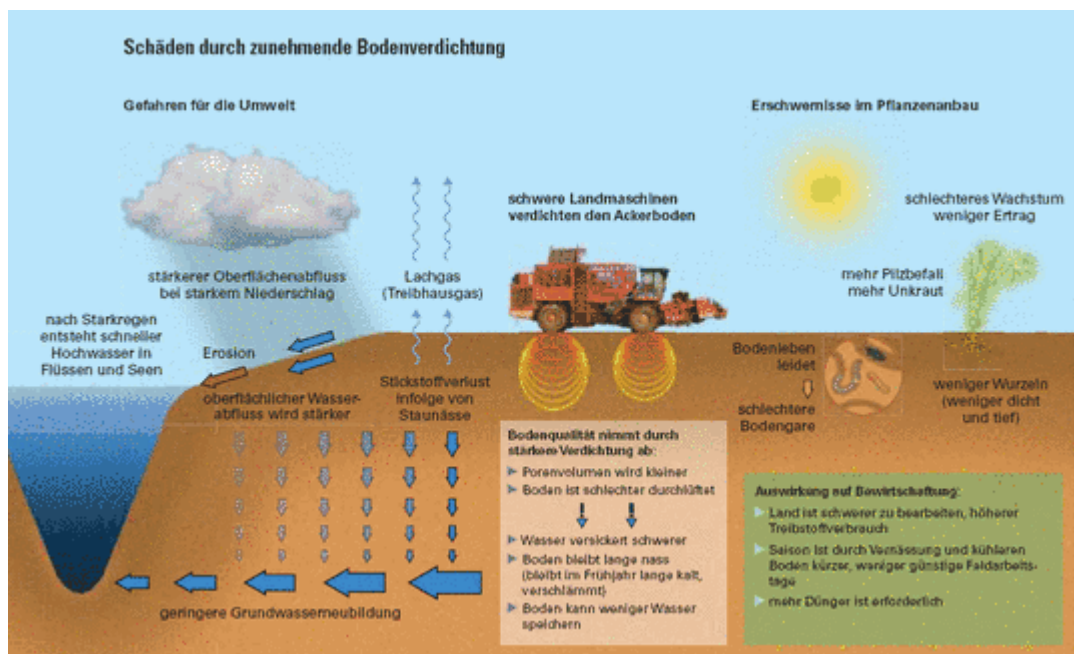 Schäden durch zunehmende Bodenverdichtung
Gefahren für die Umwelt
Erschwernisse im Pflanzenanbau
schwere Landmaschinen
verdichten den Ackerboden
schlechteres Wachstum
weniger Ertrag
stärkerer Oberflächenabfluss
bei starkem Niederschlag
Lachgas
(Treibhausgas)
mehr Pilzbefall
mehr Unkraut
nach Starkregen
entsteht schneller
Hochwasser in
Flüssen und Seen
Erosion
oberflächlicher Wasser-
abfluss wird stärker
Stickstoffverlust
infolge von
Staunässe
Bodenleben
leidet
schlechtere
Bodengare
weniger Wurzeln
(weniger dicht
und tief)
Bodenqualität nimmt durch
stärkere Verdichtung ab:
Porenvolumen wird kleiner
Boden ist schlechter durchlüftet
Wasser versickert schwerer
Boden bleibt lange nass
(bleibt im Frühjahr lange kalt,
verschlämmt)
Boden kann weniger Wasser
speichern
Auswirkung auf Bewirtschaftung:
Land ist schwerer zu bearbeiten, höherer
Treibstoffverbrauch
Saison ist durch Vernässung und kühleren
Boden kürzer, weniger günstige Feldarbeits-
tage
mehr Dünger ist erforderlich
geringere Grundwasserneubildung